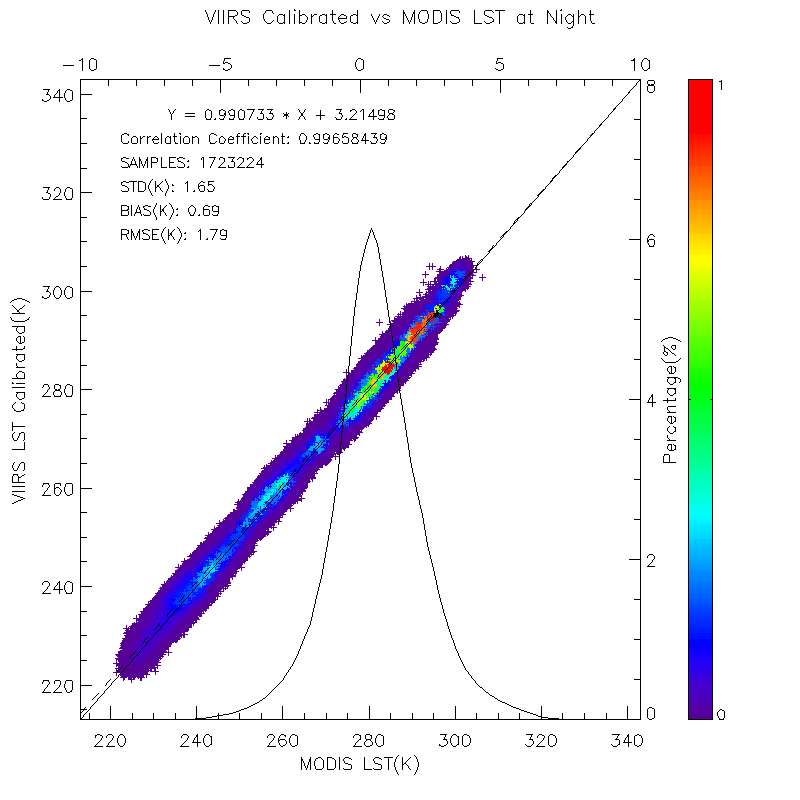 VIIRS Calibrated vs MODIS LST at Night
−10 −5 0 5 10
Y = 0.990733 * X + 3.21498
Correlation Coefficient: 0.99658439
SAMPLES: 1723224
STD(K): 1.65
BIAS(K): 0.69
RMSE(K): 1.79
340
320
300
280
260
240
220
VIIRS LST Calibrated(K)
8
6
4
2
0
Percentage(%)
1
0
220 240 260 280 300 320 340
MODIS LST(K)